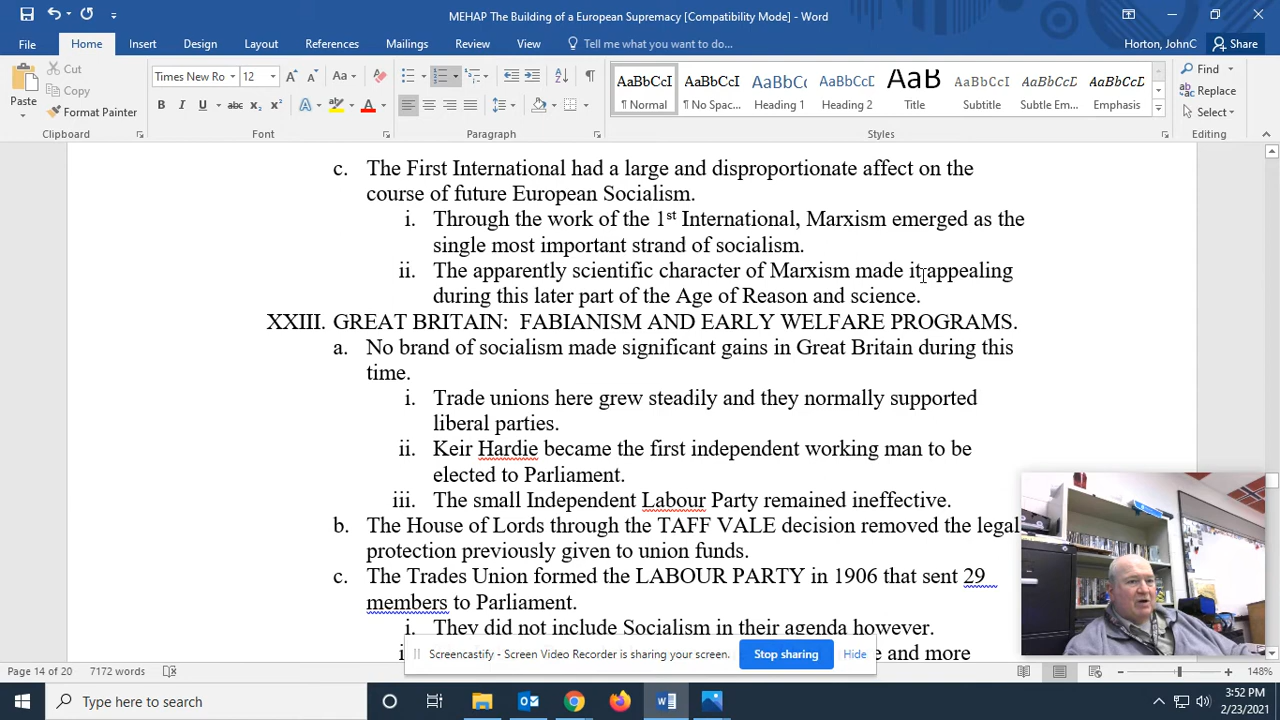 MEHAP The Building of a European Supremacy [Compatibility Mode] - Word
File Home Insert Design Layout References Mailings Review View Tell me what you want to do... Horton, JohnC Share
Paste Cut Copy Format Painter
Times New Ro 12 Aa
B I U abc X₂ X² A A
AaBbCcI AaBbCcI AaBbCc AaBbCcI AaB AaBbCcI AaBbCcI AaBbCcI
¶ Normal ¶ No Spac... Heading 1 Heading 2 Title Subtitle Subtle Em... Emphasis
Find Replace Select
Clipboard Font Paragraph Styles Editing
c. The First International had a large and disproportionate affect on the
course of future European Socialism.
i. Through the work of the 1st International, Marxism emerged as the
single most important strand of socialism.
ii. The apparently scientific character of Marxism made it appealing
during this later part of the Age of Reason and science.
XXIII. GREAT BRITAIN: FABIANISM AND EARLY WELFARE PROGRAMS.
a. No brand of socialism made significant gains in Great Britain during this
time.
i. Trade unions here grew steadily and they normally supported
liberal parties.
ii. Keir Hardie became the first independent working man to be
elected to Parliament.
iii. The small Independent Labour Party remained ineffective.
b. The House of Lords through the TAFF VALE decision removed the legal
protection previously given to union funds.
c. The Trades Union formed the LABOUR PARTY in 1906 that sent 29
members to Parliament.
i. They did not include Socialism in their agenda however.
e and more
Screencastify - Screen Video Recorder is sharing your screen. Stop sharing Hide
Page 14 of 20 7172 words 148%
Type here to search
3:52 PM
2/23/2021